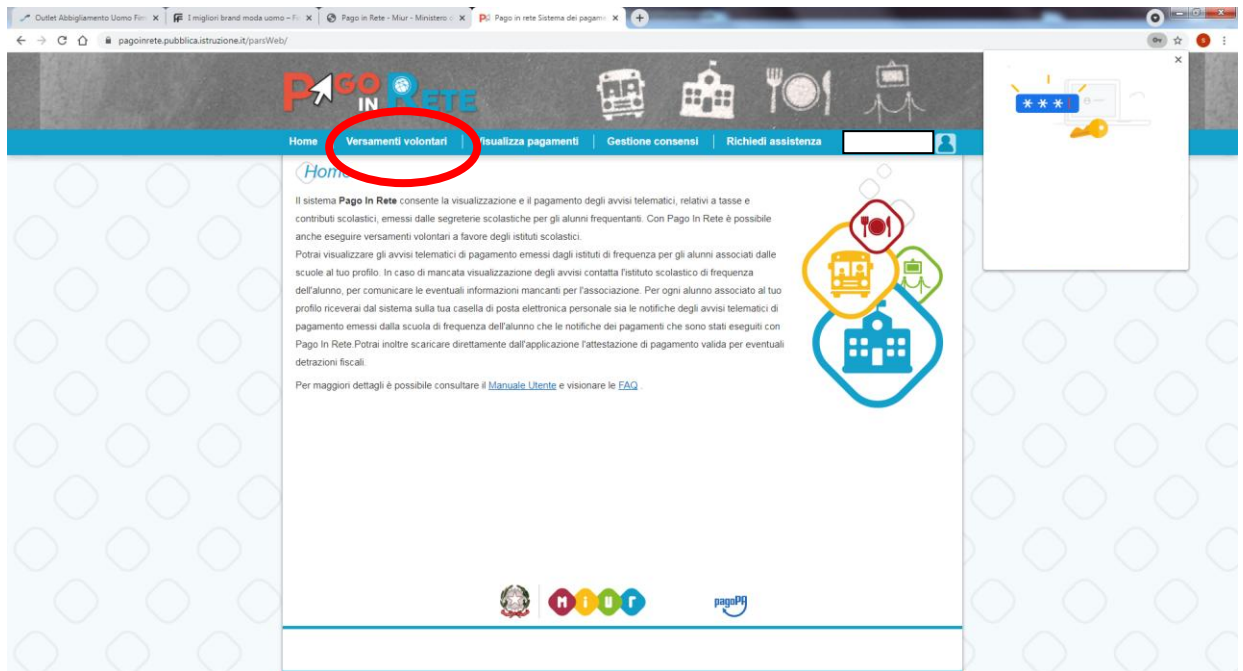 Outlet Abbigliamento Uomo Fim
I migliori brand moda uomo – Fi
Pago in Rete - Miur - Ministero
Pago in rete Sistema dei pagam
pagoinrete.pubblica.istruzione.it/parsWeb/
PAGO
IN RETE
***
Home Versamenti volontari Visualizza pagamenti Gestione consensi Richiedi assistenza
Home
Il sistema Pago In Rete consente la visualizzazione e il pagamento degli avvisi telematici, relativi a tasse e
contributi scolastici, emessi dalle segreterie scolastiche per gli alunni frequentanti. Con Pago In Rete è possibile
anche eseguire versamenti volontari a favore degli istituti scolastici.
Potrai visualizzare gli avvisi telematici di pagamento emessi dagli istituti di frequenza per gli alunni associati dalle
scuole al tuo profilo. In caso di mancata visualizzazione degli avvisi contatta l'istituto scolastico di frequenza
dell'alunno, per comunicare le eventuali informazioni mancanti per l'associazione. Per ogni alunno associato al tuo
profilo riceverai dal sistema sulla tua casella di posta elettronica personale sia le notifiche degli avvisi telematici di
pagamento emessi dalla scuola di frequenza dell'alunno che le notifiche dei pagamenti che sono stati eseguiti con
Pago In Rete.Potrai inoltre scaricare direttamente dall'applicazione l'attestazione di pagamento valida per eventuali
detrazioni fiscali.
Per maggiori dettagli è possibile consultare il Manuale Utente e visionare le FAQ .
MIUr
pagoPA